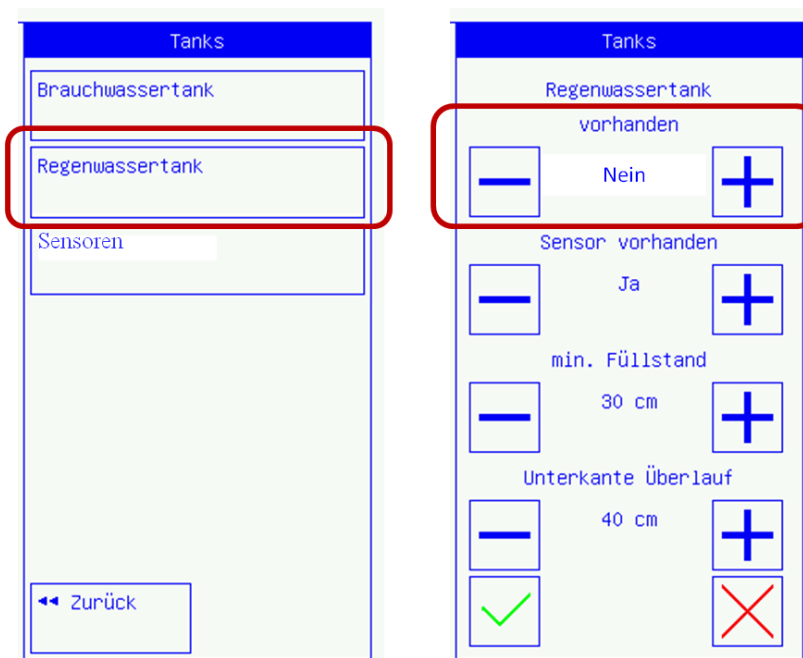 Tanks
Brauchwassertank
Regenwassertank
Sensoren
Zurück
Tanks
Regenwassertank
vorhanden
Nein
Sensor vorhanden
Ja
min. Füllstand
30 cm
Unterkante Überlauf
40 cm